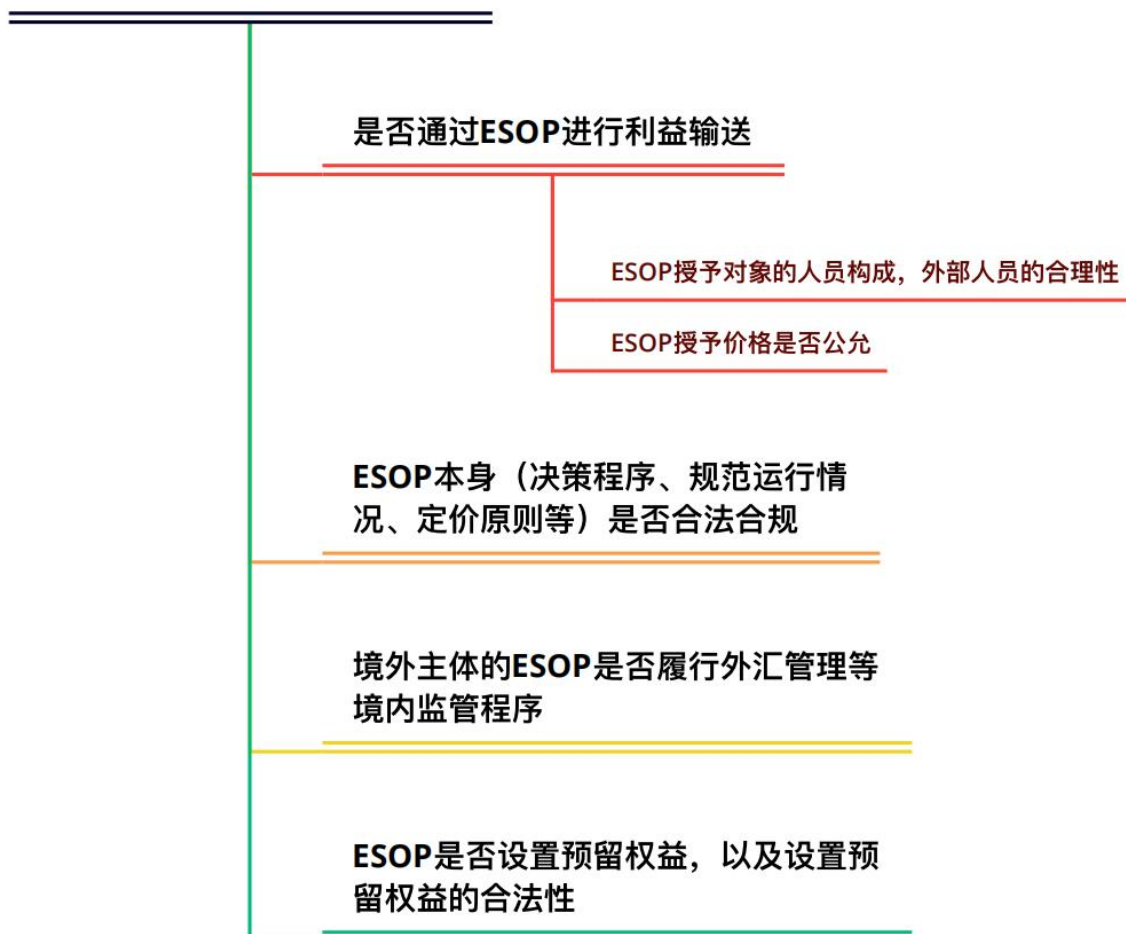 是否通过ESOP进行利益输送
ESOP授予对象的人员构成，外部人员的合理性
ESOP授予价格是否公允
ESOP本身（决策程序、规范运行情
况、定价原则等）是否合法合规
境外主体的ESOP是否履行外汇管理等
境内监管程序
ESOP是否设置预留权益，以及设置预
留权益的合法性